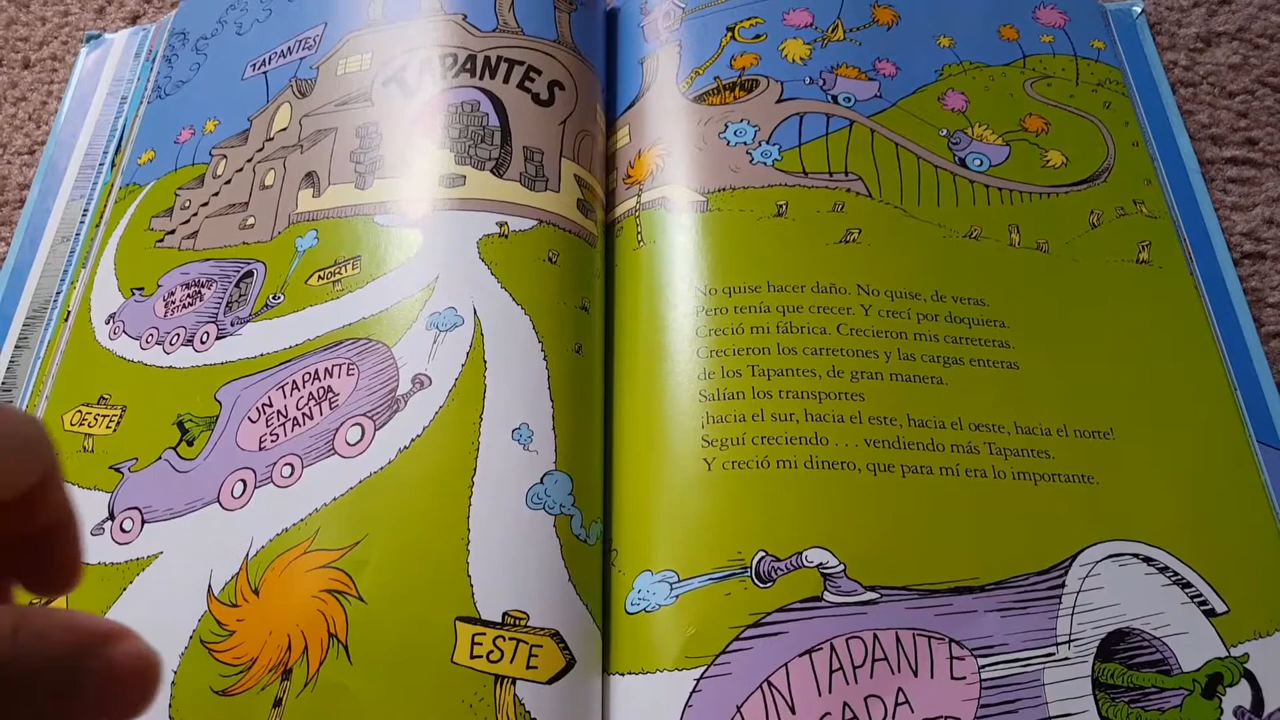 TAPANTES
TAPANTES
UN TAPANTE
EN CADA
ESTANTE
NORTE
UN TAPANTE
EN CADA
ESTANTE
OESTE
ESTE
No quise hacer daño. No quise, de veras.
Pero tenía que crecer. Y crecí por doquiera.
Creció mi fábrica. Crecieron mis carreteras.
Crecieron los carretones y las cargas enteras
de los Tapantes, de gran manera.
Salían los transportes
¡hacia el sur, hacia el este, hacia el oeste, hacia el norte!
Seguí creciendo . . . vendiendo más Tapantes.
Y creció mi dinero, que para mí era lo importante.
UN TAPANTE
CADA